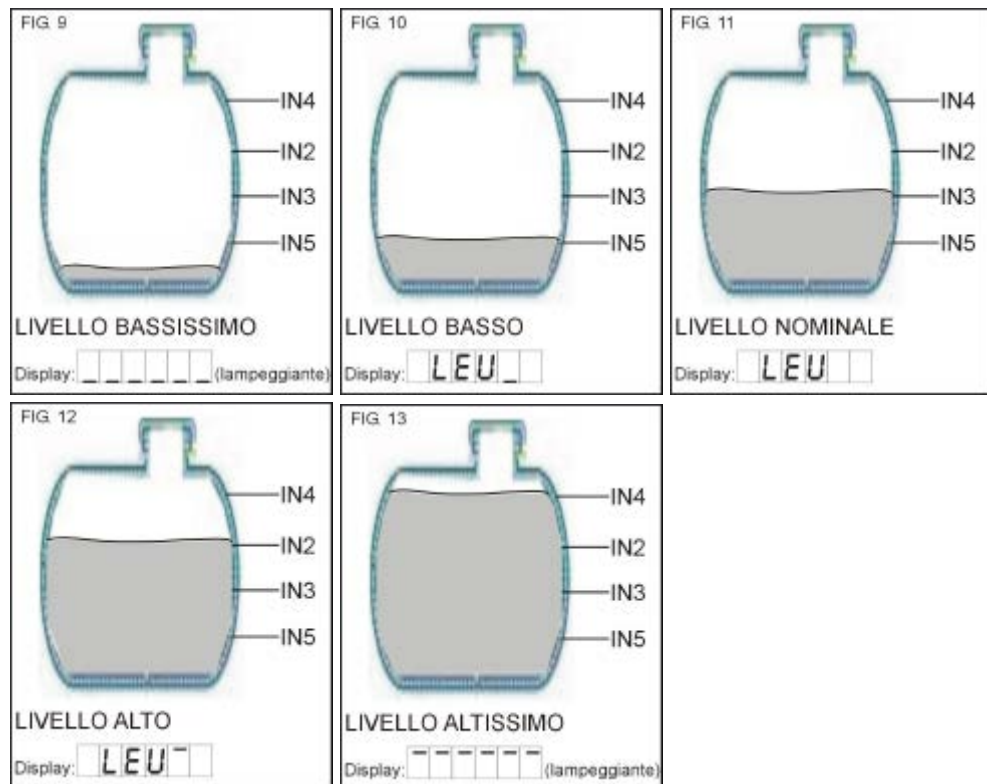 FIG. 9
IN4
IN2
IN3
IN5
LIVELLO BASSISSIMO
Display: _ _ _ _ _ _ (lampeggiante)
FIG. 10
IN4
IN2
IN3
IN5
LIVELLO BASSO
Display: LEU_
FIG. 11
IN4
IN2
IN3
IN5
LIVELLO NOMINALE
Display: LEU
FIG. 12
IN4
IN2
IN3
IN5
LIVELLO ALTO
Display: LEU¯
FIG. 13
IN4
IN2
IN3
IN5
LIVELLO ALTISSIMO
Display: ¯ ¯ ¯ ¯ ¯ ¯ (lampeggiante)